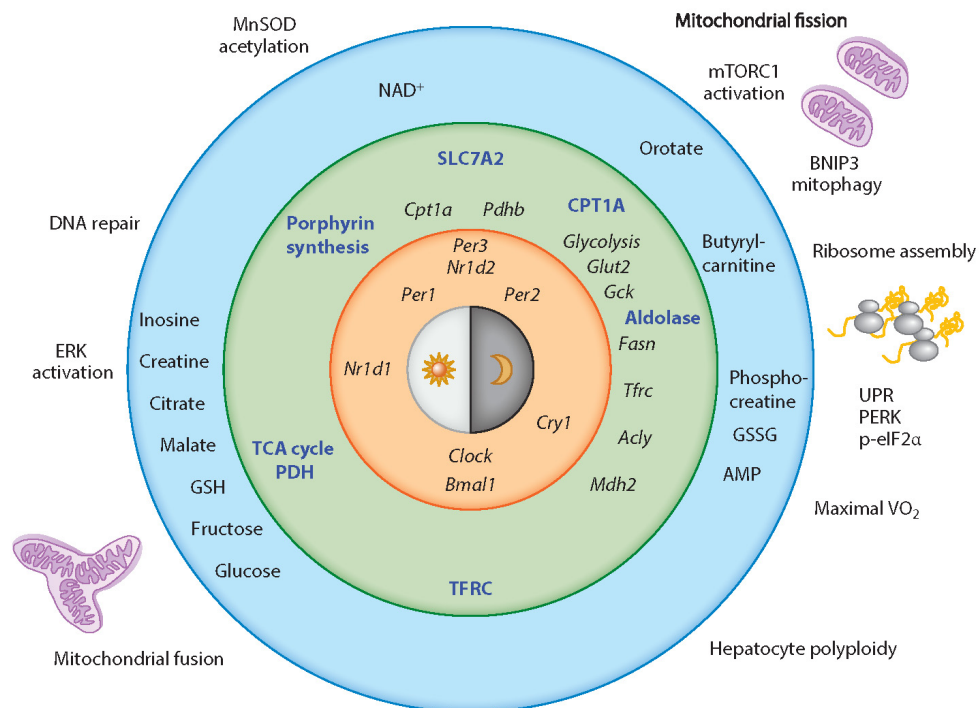 MnSOD
acetylation
Mitochondrial fission
mTORC1
activation
BNIP3
mitophagy
NAD⁺
Orotate
SLC7A2
Cpt1a
Pdhb
CPT1A
Porphyrin
synthesis
DNA repair
Per3
Nr1d2
Glycolysis
Glut2
Gck
Butyryl-
carnitine
Ribosome assembly
Per1
Per2
Inosine
Aldolase
Fasn
ERK
activation
Creatine
Nr1d1
Tfrc
Phospho-
creatine
UPR
PERK
p-eIF2α
Citrate
Cry1
Malate
TCA cycle
PDH
Clock
Bmal1
Acly
GSSG
Mdh2
AMP
GSH
Maximal VO₂
Fructose
Glucose
TFRC
Mitochondrial fusion
Hepatocyte polyploidy